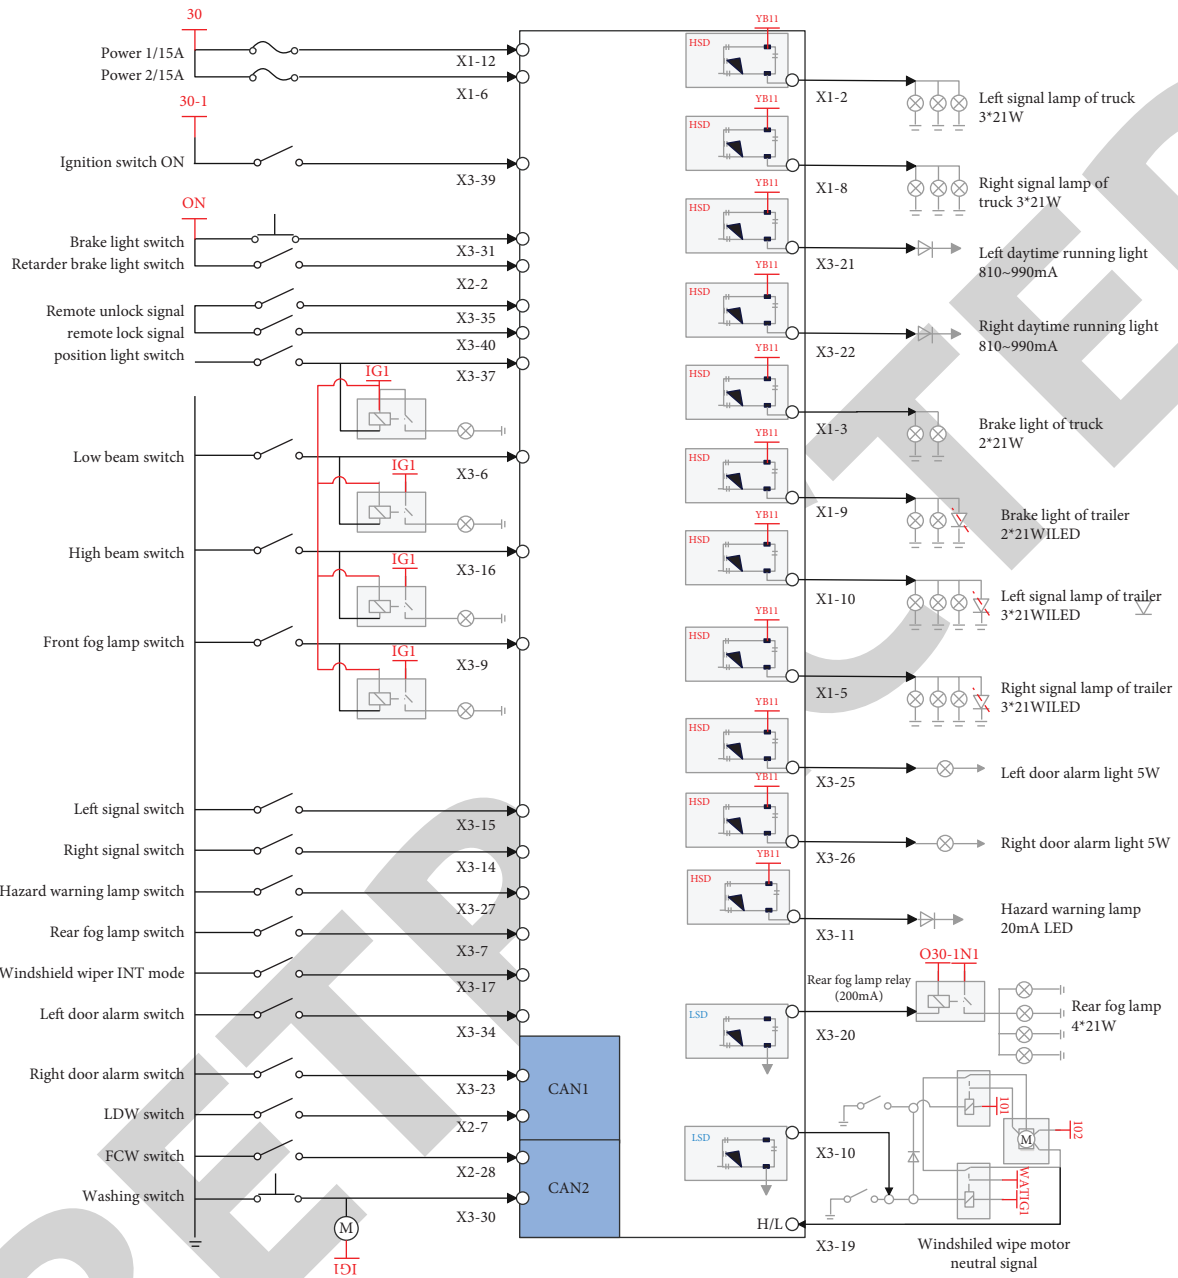 30
Power 1/15A
X1-12
Power 2/15A
X1-6
30-1
Ignition switch ON
X3-39
ON
Brake light switch
X3-31
Retarder brake light switch
X2-2
Remote unlock signal
X3-35
remote lock signal
X3-40
position light switch
X3-37
IG1
Low beam switch
X3-6
IG1
High beam switch
X3-16
IG1
Front fog lamp switch
X3-9
IG1
Left signal switch
X3-15
Right signal switch
X3-14
Hazard warning lamp switch
X3-27
Rear fog lamp switch
X3-7
Windshield wiper INT mode
X3-17
Left door alarm switch
X3-34
Right door alarm switch
X3-23
LDW switch
X2-7
FCW switch
X2-28
Washing switch
X3-30
M
IG1
CAN1
CAN2
YB11
HSD
X1-2
Left signal lamp of truck
3*21W
YB11
HSD
X1-8
Right signal lamp of
truck 3*21W
YB11
HSD
X3-21
Left daytime running light
810~990mA
YB11
HSD
X3-22
Right daytime running light
810~990mA
YB11
HSD
X1-3
Brake light of truck
2*21W
YB11
HSD
X1-9
Brake light of trailer
2*21WILED
YB11
HSD
X1-10
Left signal lamp of trailer
3*21WILED
YB11
HSD
X1-5
Right signal lamp of trailer
3*21WILED
YB11
HSD
X3-25
Left door alarm light 5W
YB11
HSD
X3-26
Right door alarm light 5W
YB11
HSD
X3-11
Hazard warning lamp
20mA LED
O30-1N1
Rear fog lamp relay
(200mA)
LSD
X3-20
Rear fog lamp
4*21W
LSD
X3-10
101
M
102
WATIG1
H/L
X3-19
Windshiled wipe motor
neutral signal